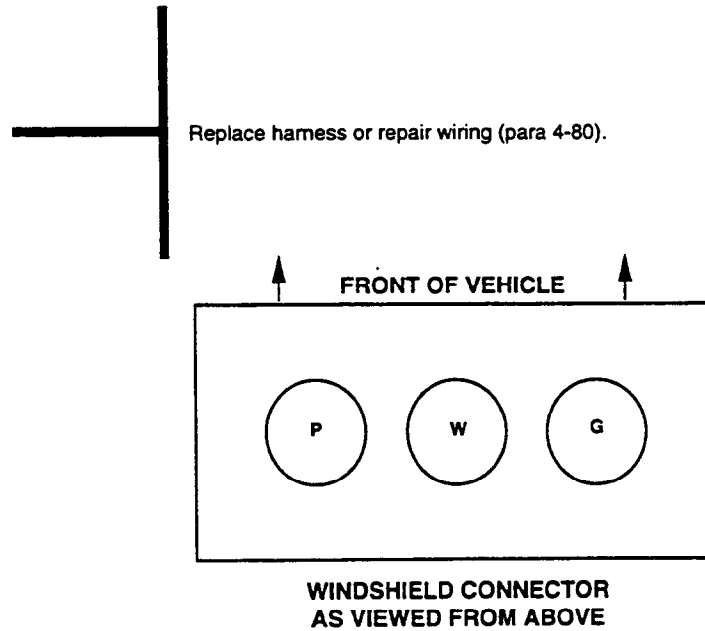 Replace harness or repair wiring (para 4-80).
FRONT OF VEHICLE
P W G
WINDSHIELD CONNECTOR
AS VIEWED FROM ABOVE